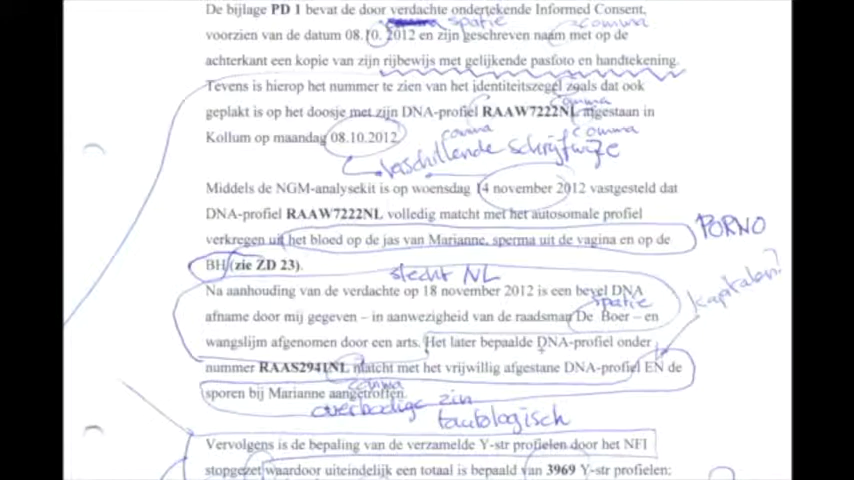 De bijlage PD 1 bevat de door verdachte ondertekende Informed Consent,
spatie comma
voorzien van de datum 08.10. 2012 en zijn geschreven naam met op de
achterkant een kopie van zijn rijbewijs met gelijkende pasfoto en handtekening.
Tevens is hierop het nummer te zien van het identiteitszegel zoals dat ook
comma
geplakt is op het doosje met zijn DNA-profiel RAAW7222NL afgestaan in
comma comma
Kollum op maandag 08.10.2012.
verschillende schrijfwijze
Middels de NGM-analysekit is op woensdag 14 november 2012 vastgesteld dat
DNA-profiel RAAW7222NL volledig matcht met het autosomale profiel
verkregen uit het bloed op de jas van Marianne, sperma uit de vagina en op de
PORNO
BH (zie ZD 23).
slecht NL
Na aanhouding van de verdachte op 18 november 2012 is een bevel DNA
spatie kapitalen?
afname door mij gegeven – in aanwezigheid van de raadsman De Boer – en
wangslijm afgenomen door een arts. Het later bepaalde DNA-profiel onder
nummer RAAS2941NL matcht met het vrijwillig afgestane DNA-profiel EN de
comma
sporen bij Marianne aangetroffen.
overbodige zin
tautologisch
Vervolgens is de bepaling van de verzamelde Y-str profielen door het NFI
stopgezet waardoor uiteindelijk een totaal is bepaald van 3969 Y-str profielen;